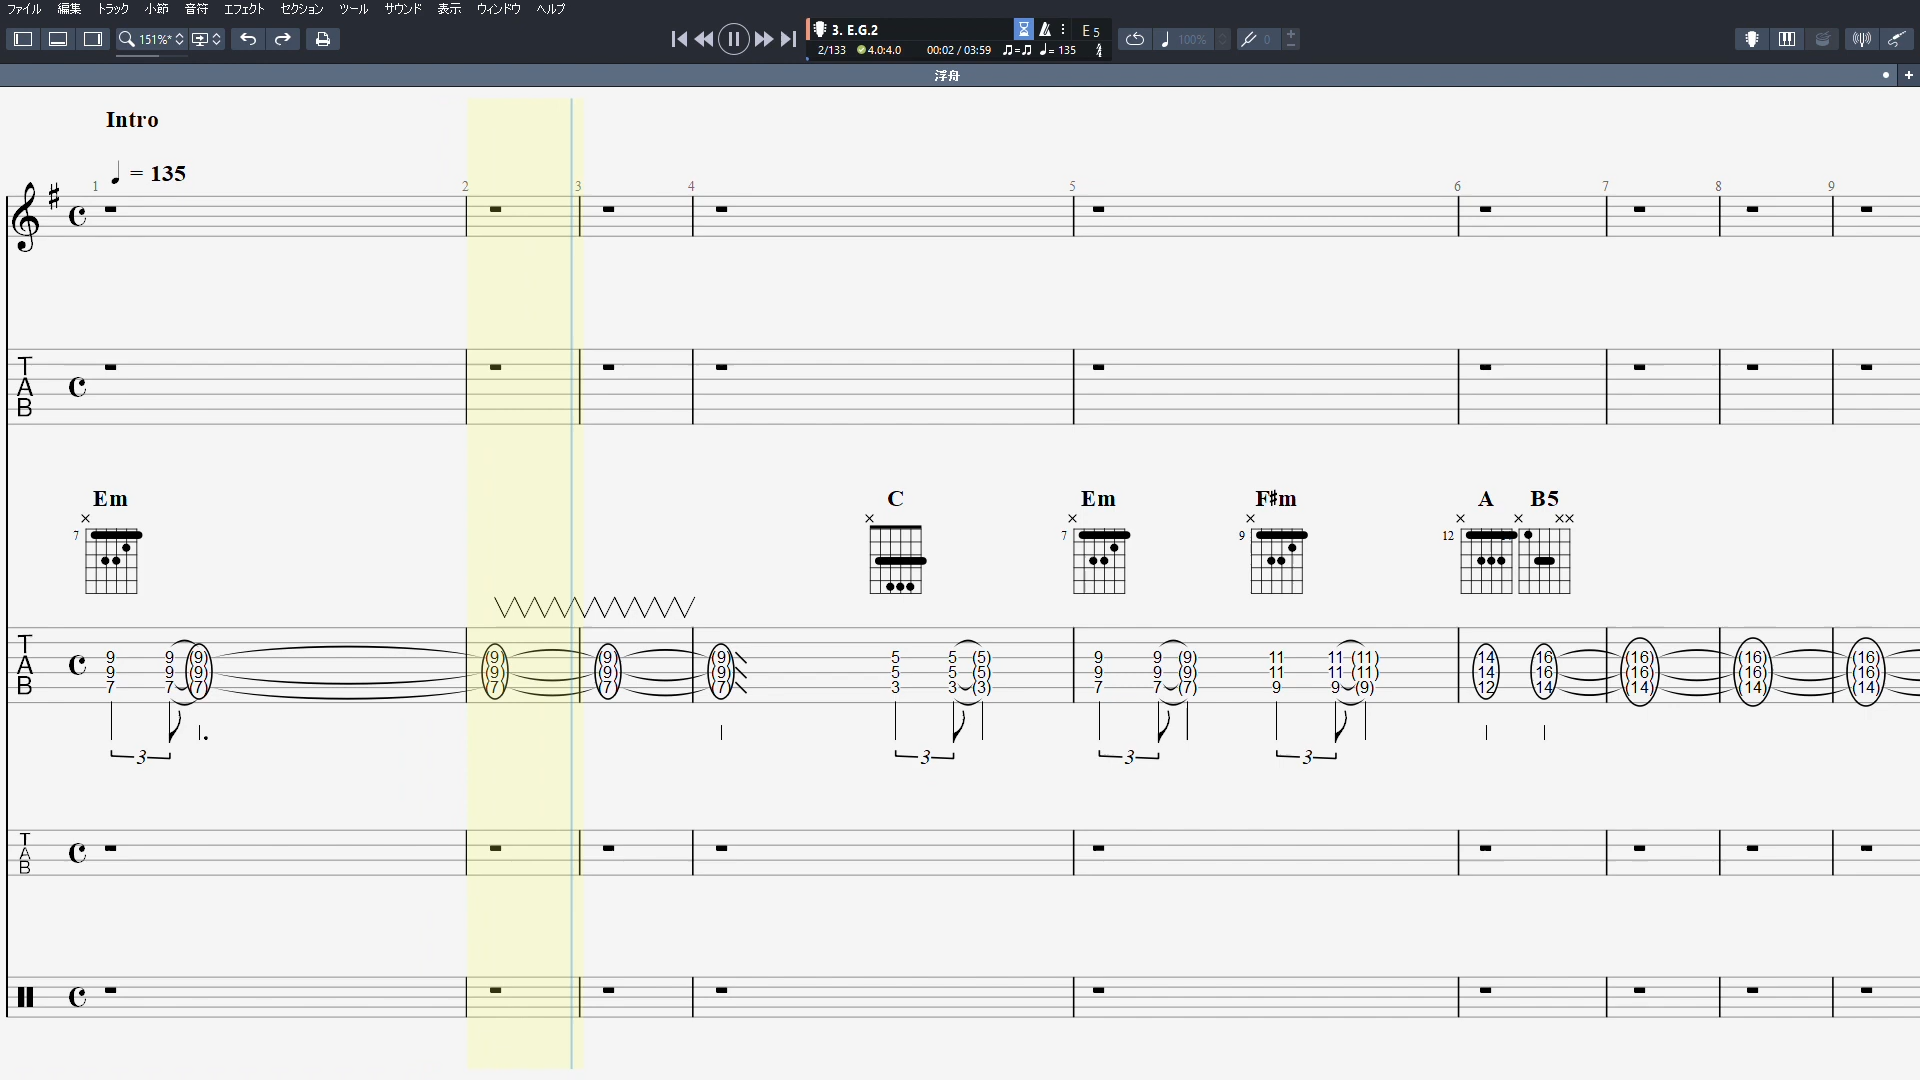 ファイル 編集 トラック 小節 音符 エフェクト セクション ツール サウンド 表示 ウィンドウ ヘルプ
151%*
3. E.G.2
E 5
2/133 4.0:4.0 00:02 / 03:59 ♫=♫ ♩= 135
100%
0
浮舟
Intro
♩ = 135
1 2 3 4 5 6 7 8 9
T
A
B
Em C Em F♯m A B5
7 7 9 12
T
A
B
9 9 (9) (9) (9) (9) 5 5 (5) 9 9 (9) 11 11 (11) 14 16 (16) (16) (16)
9 9 (9) (9) (9) (9) 5 5 (5) 9 9 (9) 11 11 (11) 14 16 (16) (16) (16)
7 7 (7) (7) (7) (7) 3 3 (3) 7 7 (7) 9 9 (9) 12 14 (14) (14) (14)
3 3 3 3
T
A
B